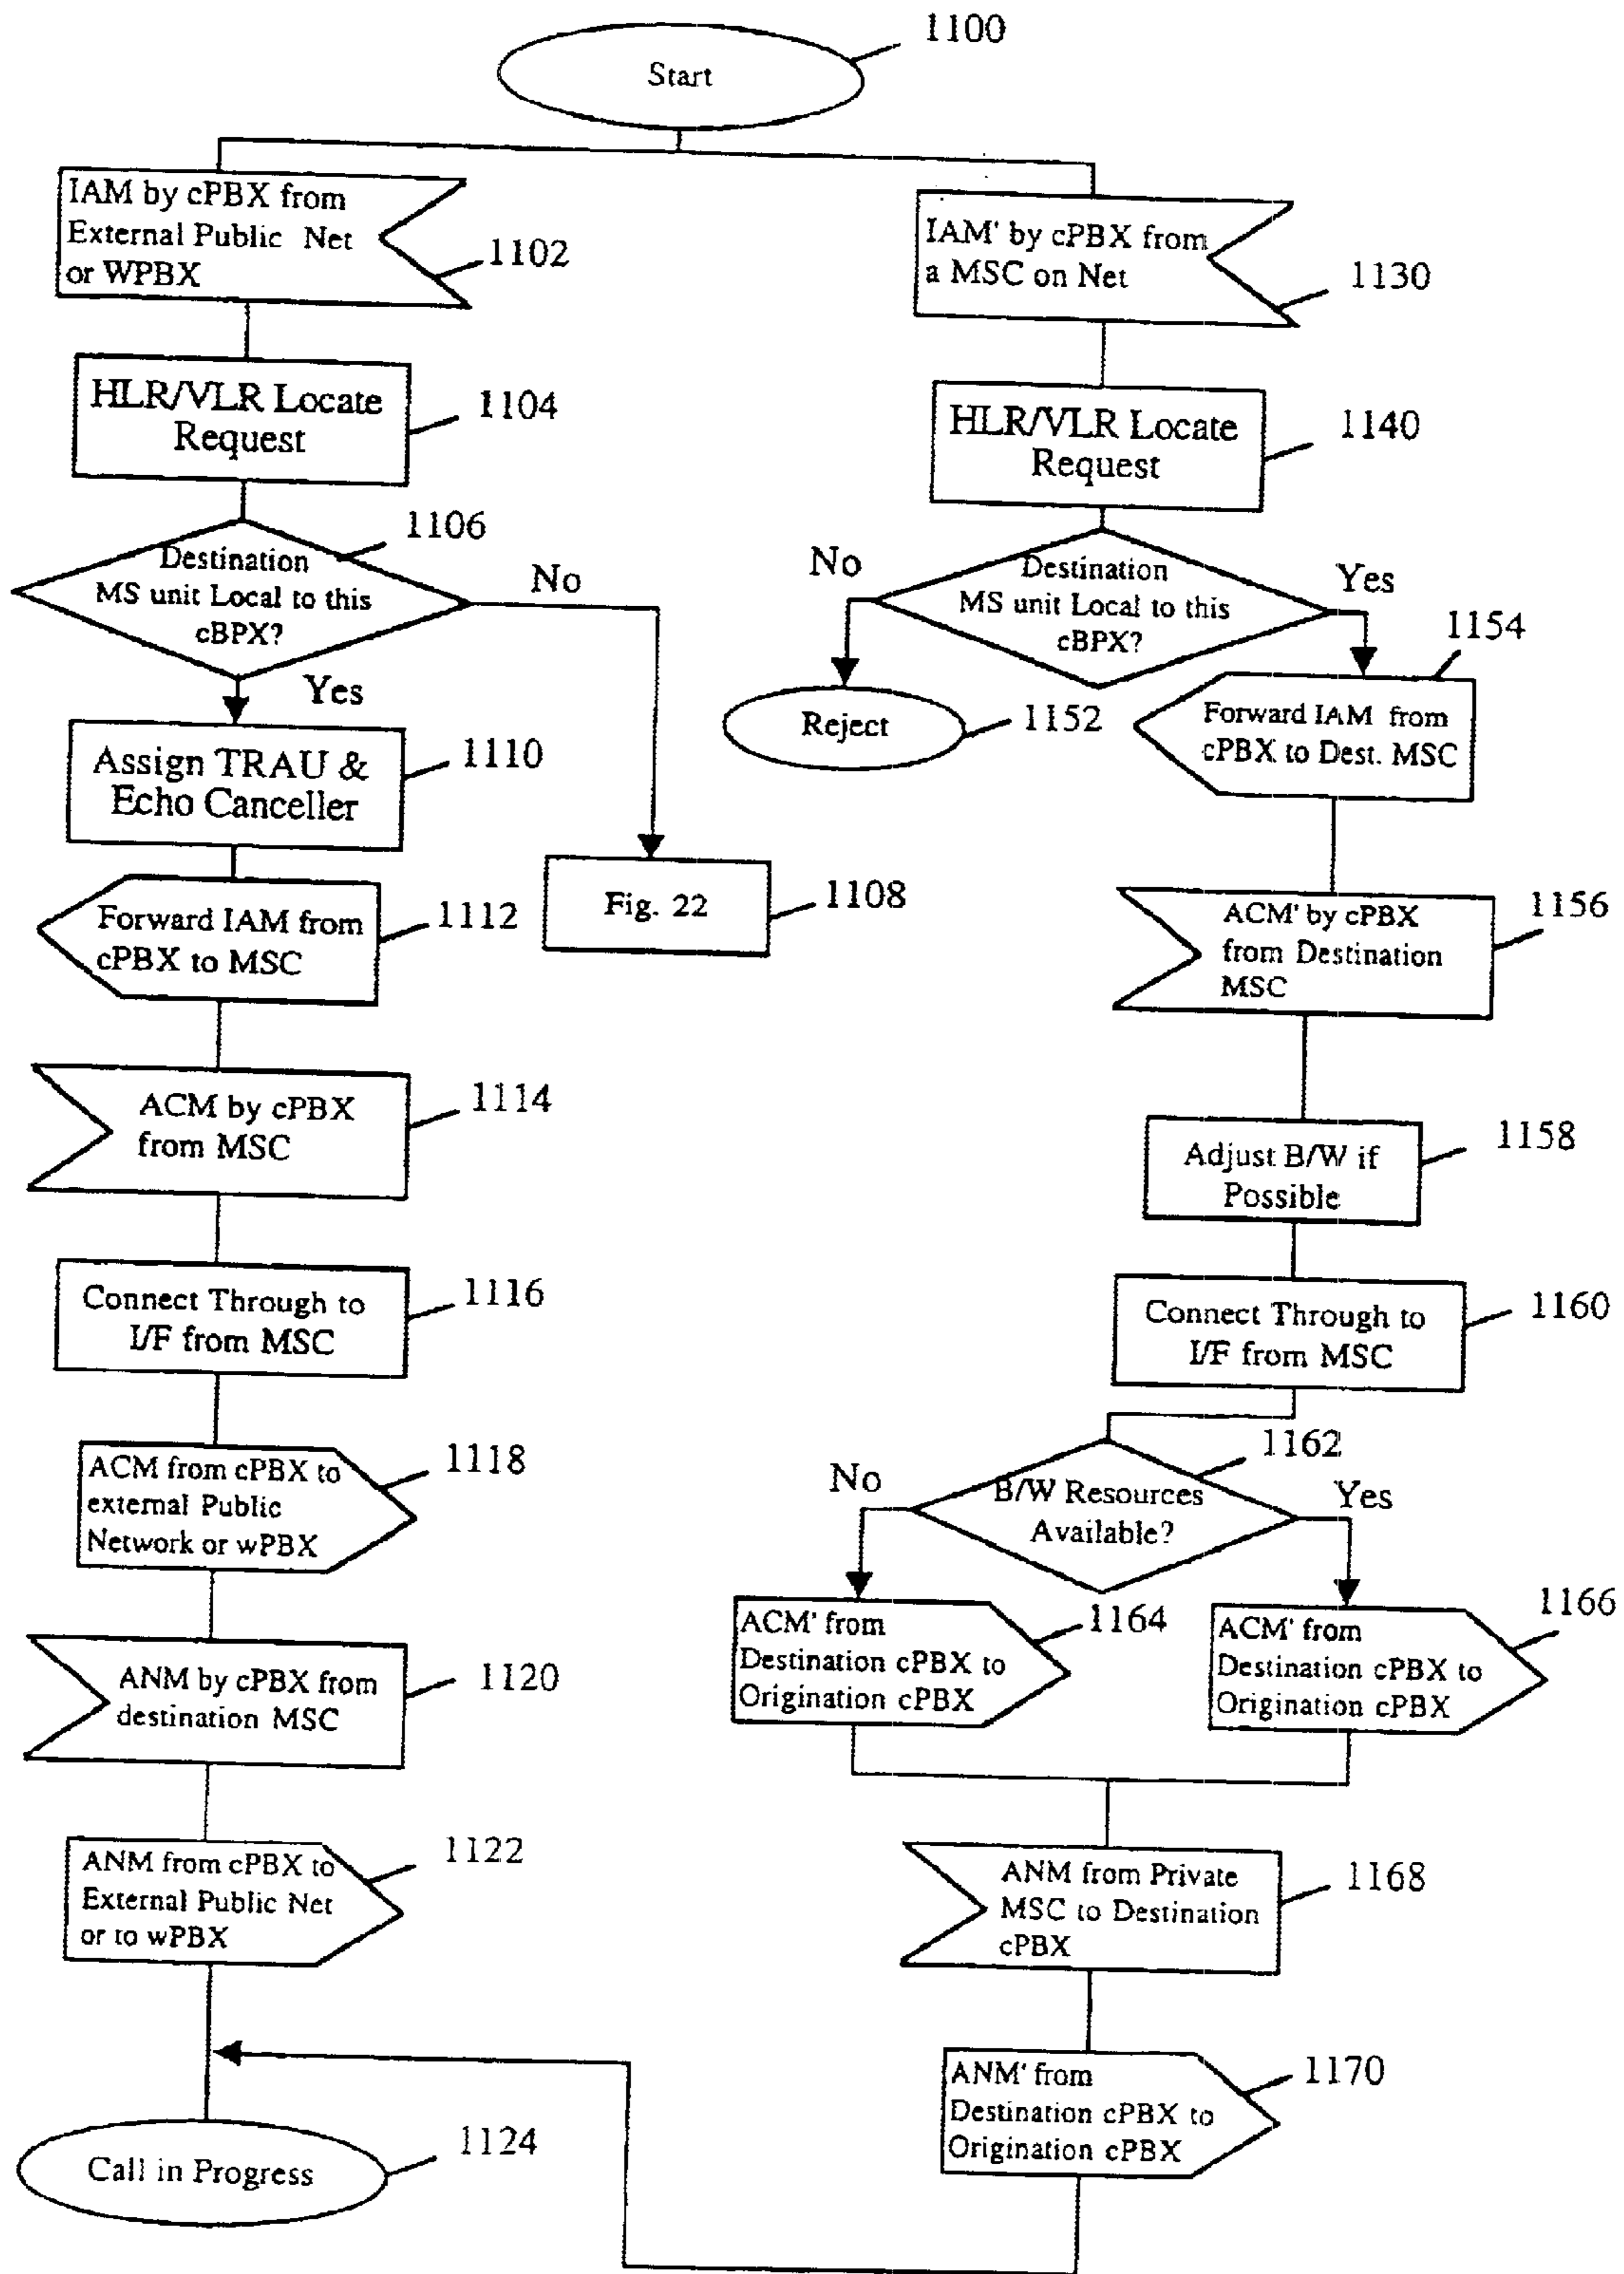 1100
Start
IAM by cPBX from
External Public Net
or WPBX
1102
HLR/VLR Locate
Request
1104
1106
Destination
MS unit Local to this
cBPX?
No
Yes
Assign TRAU &
Echo Canceller
1110
Fig. 22
1108
Forward IAM from
cPBX to MSC
1112
ACM by cPBX
from MSC
1114
Connect Through to
I/F from MSC
1116
ACM from cPBX to
external Public
Network or wPBX
1118
ANM by cPBX from
destination MSC
1120
ANM from cPBX to
External Public Net
or to wPBX
1122
Call in Progress
1124
IAM' by cPBX from
a MSC on Net
1130
HLR/VLR Locate
Request
1140
No
Destination
MS unit Local to this
cBPX?
Yes
Reject
1152
1154
Forward IAM from
cPBX to Dest. MSC
ACM' by cPBX
from Destination
MSC
1156
Adjust B/W if
Possible
1158
Connect Through to
I/F from MSC
1160
1162
No
B/W Resources
Available?
Yes
ACM' from
Destination cPBX to
Origination cPBX
1164
ACM' from
Destination cPBX to
Origination cPBX
1166
ANM from Private
MSC to Destination
cPBX
1168
ANM' from
Destination cPBX to
Origination cPBX
1170